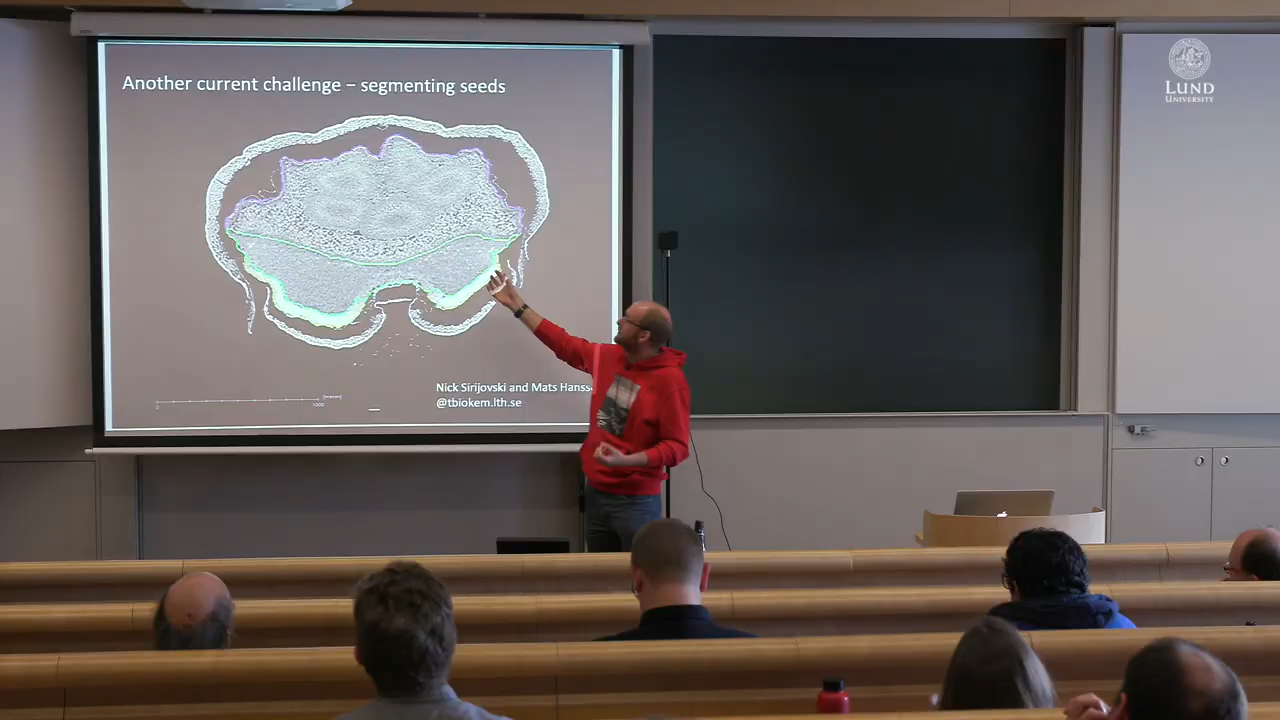 Another current challenge – segmenting seeds
Nick Sirijovski and Mats Hanss
@tbiokem.lth.se
LUND
UNIVERSITY